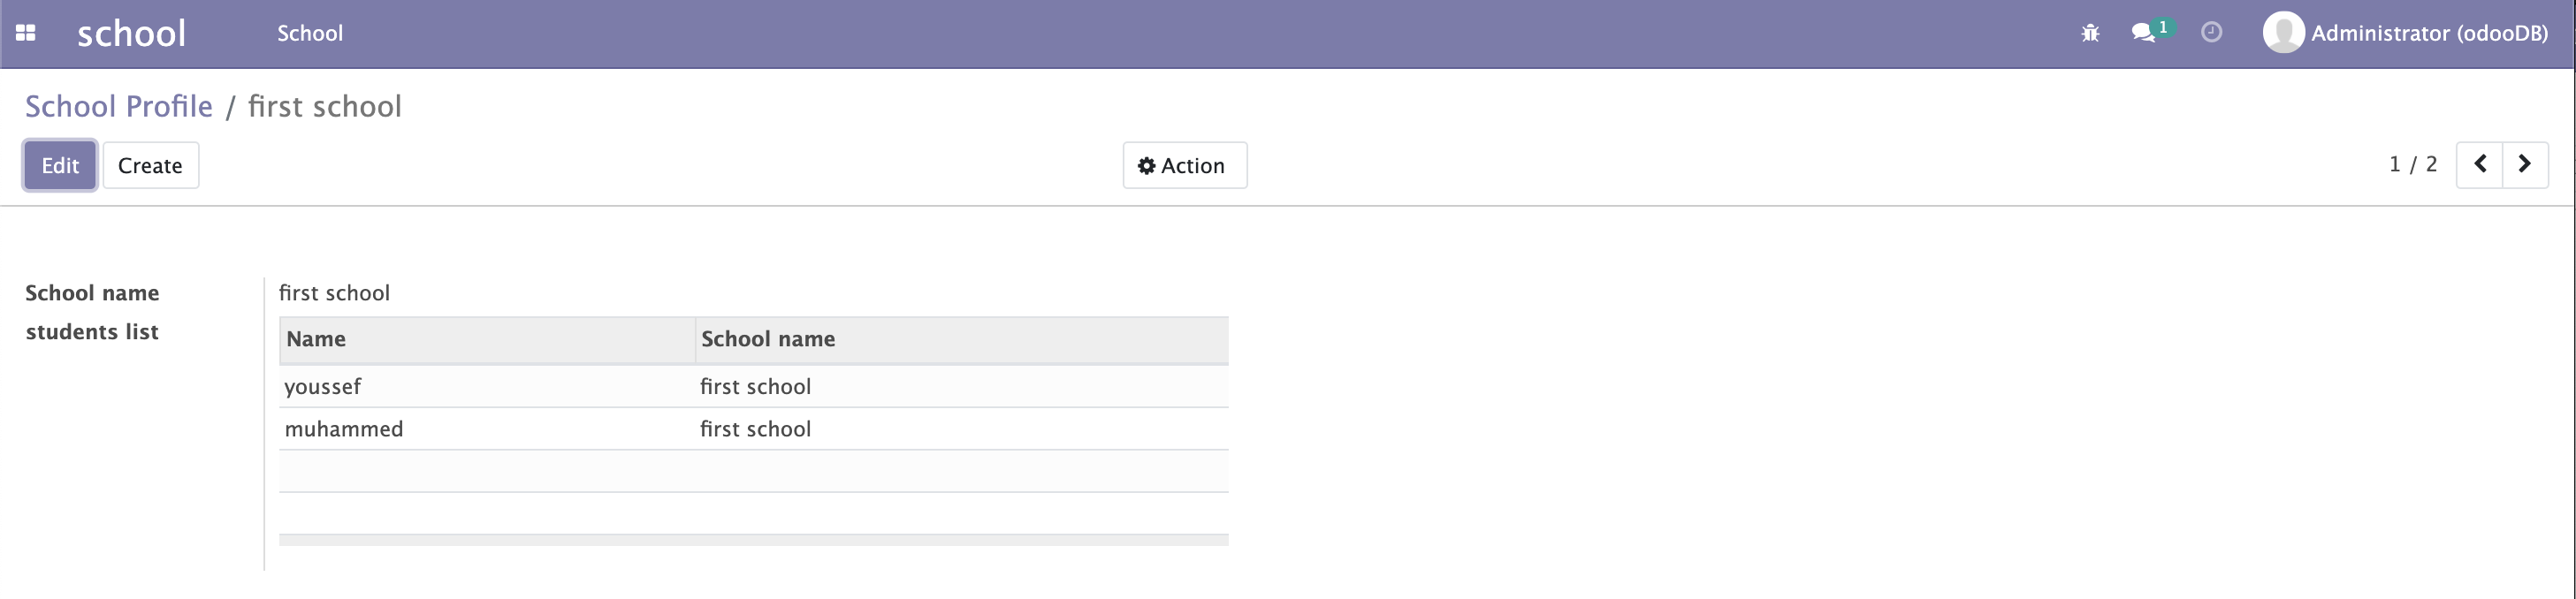 school School 1 Administrator (odooDB)
School Profile / first school
Edit Create Action 1 / 2
School name first school
students list
Name School name
youssef first school
muhammed first school